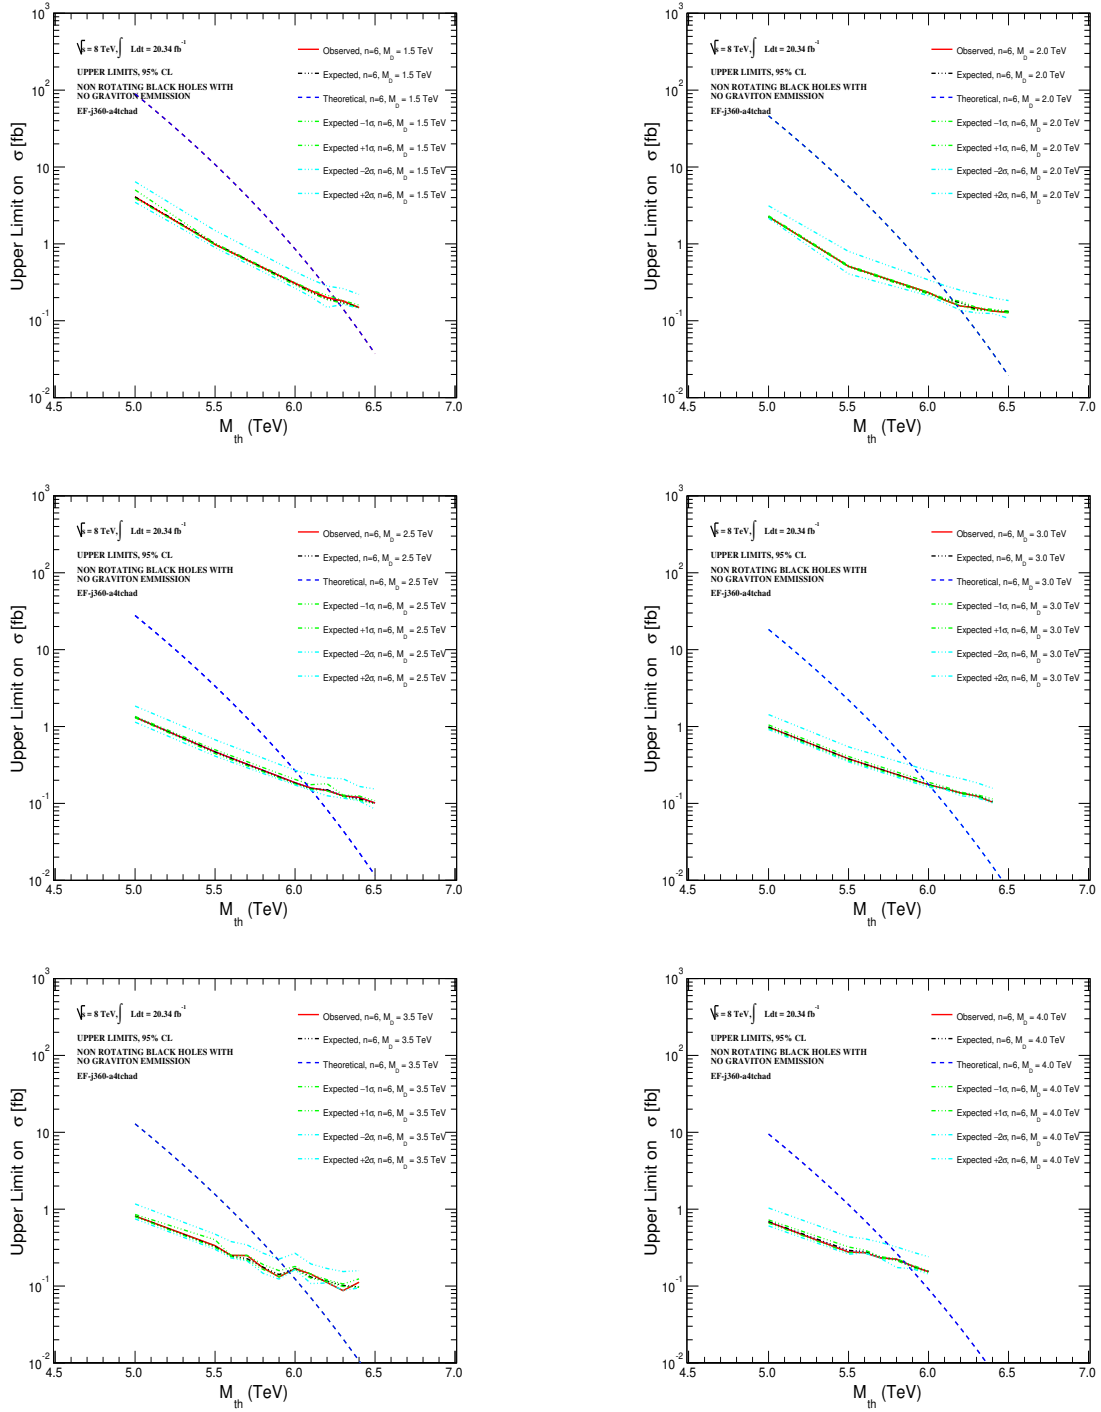 Upper Limit on σ [fb]
10^3
10^2
10
1
10^-1
10^-2
√s = 8 TeV, ∫ Ldt = 20.34 fb^-1
UPPER LIMITS, 95% CL
NON ROTATING BLACK HOLES WITH
NO GRAVITON EMMISSION
EF-j360-a4tchad
Observed, n=6, M_D = 1.5 TeV
Expected, n=6, M_D = 1.5 TeV
Theoretical, n=6, M_D = 1.5 TeV
Expected −1σ, n=6, M_D = 1.5 TeV
Expected +1σ, n=6, M_D = 1.5 TeV
Expected −2σ, n=6, M_D = 1.5 TeV
Expected +2σ, n=6, M_D = 1.5 TeV
4.5 5.0 5.5 6.0 6.5 7.0
M_th (TeV)
Upper Limit on σ [fb]
10^3
10^2
10
1
10^-1
10^-2
√s = 8 TeV, ∫ Ldt = 20.34 fb^-1
UPPER LIMITS, 95% CL
NON ROTATING BLACK HOLES WITH
NO GRAVITON EMMISSION
EF-j360-a4tchad
Observed, n=6, M_D = 2.0 TeV
Expected, n=6, M_D = 2.0 TeV
Theoretical, n=6, M_D = 2.0 TeV
Expected −1σ, n=6, M_D = 2.0 TeV
Expected +1σ, n=6, M_D = 2.0 TeV
Expected −2σ, n=6, M_D = 2.0 TeV
Expected +2σ, n=6, M_D = 2.0 TeV
4.5 5.0 5.5 6.0 6.5 7.0
M_th (TeV)
Upper Limit on σ [fb]
10^3
10^2
10
1
10^-1
10^-2
√s = 8 TeV, ∫ Ldt = 20.34 fb^-1
UPPER LIMITS, 95% CL
NON ROTATING BLACK HOLES WITH
NO GRAVITON EMMISSION
EF-j360-a4tchad
Observed, n=6, M_D = 2.5 TeV
Expected, n=6, M_D = 2.5 TeV
Theoretical, n=6, M_D = 2.5 TeV
Expected −1σ, n=6, M_D = 2.5 TeV
Expected +1σ, n=6, M_D = 2.5 TeV
Expected −2σ, n=6, M_D = 2.5 TeV
Expected +2σ, n=6, M_D = 2.5 TeV
4.5 5.0 5.5 6.0 6.5 7.0
M_th (TeV)
Upper Limit on σ [fb]
10^3
10^2
10
1
10^-1
10^-2
√s = 8 TeV, ∫ Ldt = 20.34 fb^-1
UPPER LIMITS, 95% CL
NON ROTATING BLACK HOLES WITH
NO GRAVITON EMMISSION
EF-j360-a4tchad
Observed, n=6, M_D = 3.0 TeV
Expected, n=6, M_D = 3.0 TeV
Theoretical, n=6, M_D = 3.0 TeV
Expected −1σ, n=6, M_D = 3.0 TeV
Expected +1σ, n=6, M_D = 3.0 TeV
Expected −2σ, n=6, M_D = 3.0 TeV
Expected +2σ, n=6, M_D = 3.0 TeV
4.5 5.0 5.5 6.0 6.5 7.0
M_th (TeV)
Upper Limit on σ [fb]
10^3
10^2
10
1
10^-1
10^-2
√s = 8 TeV, ∫ Ldt = 20.34 fb^-1
UPPER LIMITS, 95% CL
NON ROTATING BLACK HOLES WITH
NO GRAVITON EMMISSION
EF-j360-a4tchad
Observed, n=6, M_D = 3.5 TeV
Expected, n=6, M_D = 3.5 TeV
Theoretical, n=6, M_D = 3.5 TeV
Expected −1σ, n=6, M_D = 3.5 TeV
Expected +1σ, n=6, M_D = 3.5 TeV
Expected −2σ, n=6, M_D = 3.5 TeV
Expected +2σ, n=6, M_D = 3.5 TeV
4.5 5.0 5.5 6.0 6.5 7.0
M_th (TeV)
Upper Limit on σ [fb]
10^3
10^2
10
1
10^-1
10^-2
√s = 8 TeV, ∫ Ldt = 20.34 fb^-1
UPPER LIMITS, 95% CL
NON ROTATING BLACK HOLES WITH
NO GRAVITON EMMISSION
EF-j360-a4tchad
Observed, n=6, M_D = 4.0 TeV
Expected, n=6, M_D = 4.0 TeV
Theoretical, n=6, M_D = 4.0 TeV
Expected −1σ, n=6, M_D = 4.0 TeV
Expected +1σ, n=6, M_D = 4.0 TeV
Expected −2σ, n=6, M_D = 4.0 TeV
Expected +2σ, n=6, M_D = 4.0 TeV
4.5 5.0 5.5 6.0 6.5 7.0
M_th (TeV)